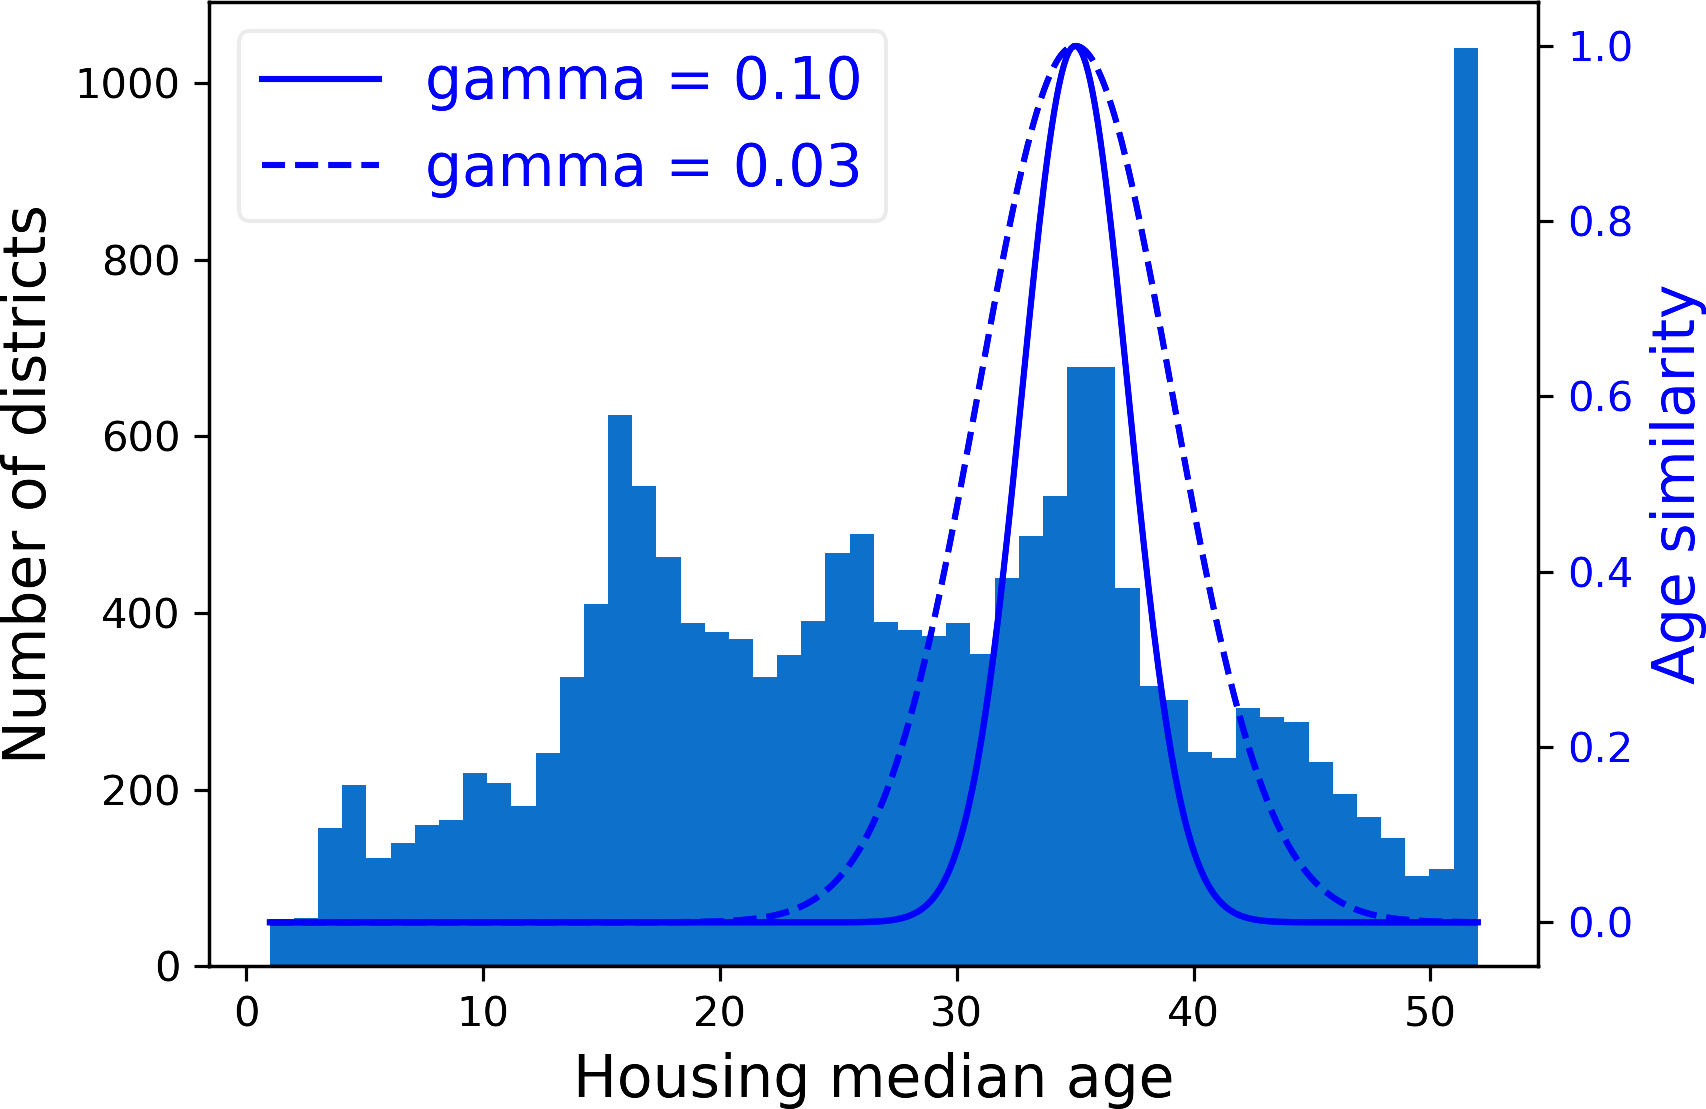 gamma = 0.10
gamma = 0.03
Number of districts
1000
800
600
400
200
0
0 10 20 30 40 50
Housing median age
1.0
0.8
0.6
0.4
0.2
0.0
Age similarity